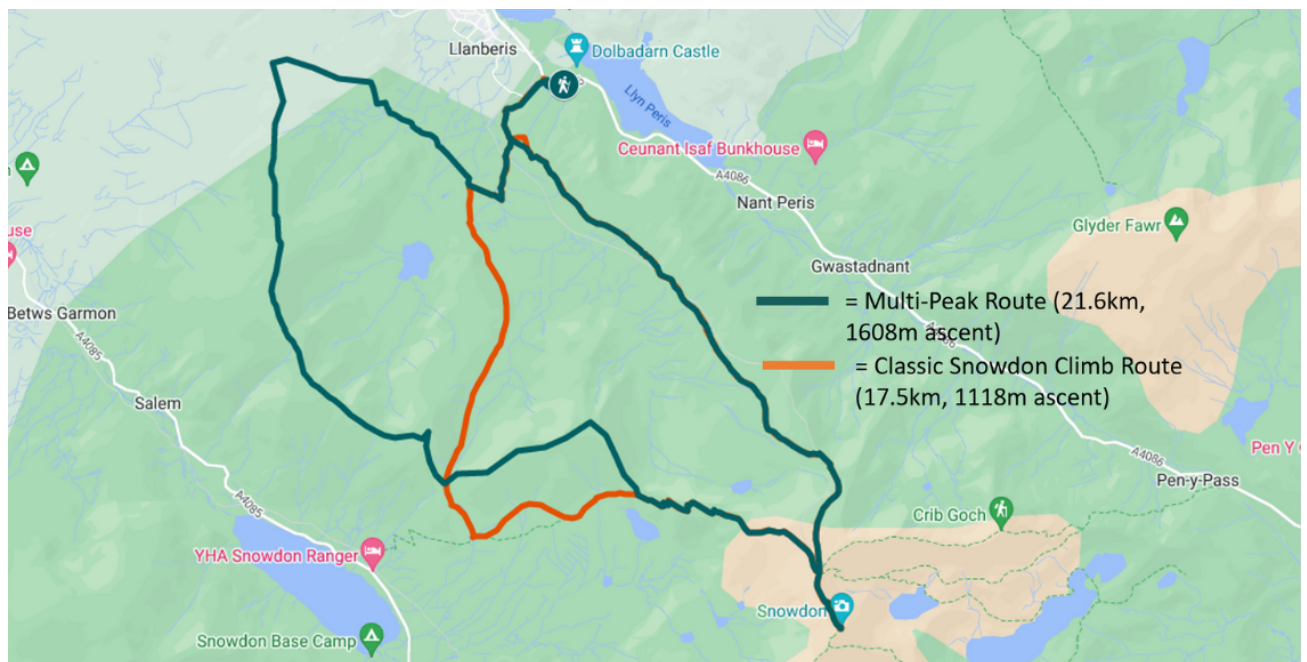 Llanberis
Dolbadarn Castle
Llyn Peris
Ceunant Isaf Bunkhouse
A4086
Nant Peris
Glyder Fawr
use
Gwastadnant
Betws Garmon
= Multi-Peak Route (21.6km,
1608m ascent)
A4085
= Classic Snowdon Climb Route
(17.5km, 1118m ascent)
Salem
Pen Y
A4086
Pen-y-Pass
A4085
Crib Goch
YHA Snowdon Ranger
Snowdon
Snowdon Base Camp